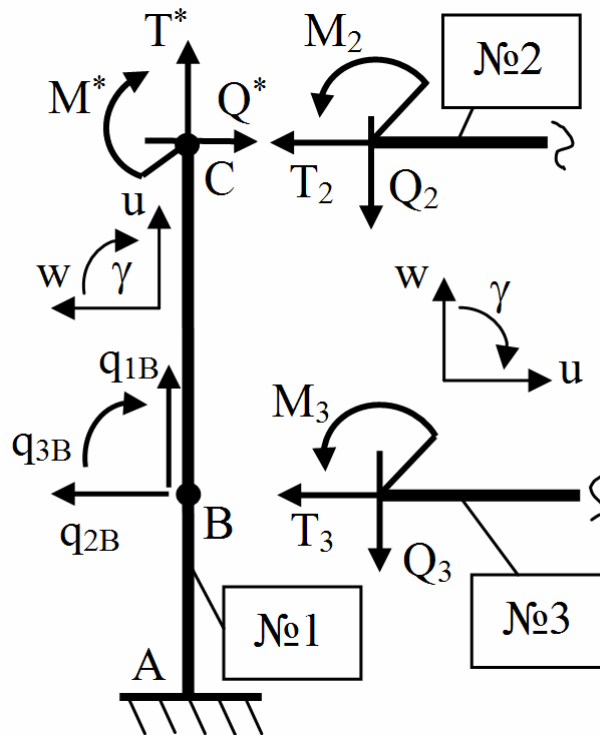 T*
M₂
№2
M*
Q*
C
T₂
Q₂
u
w
γ
w
γ
u
q₁B
M₃
q₃B
q₂B
B
T₃
Q₃
№1
№3
A